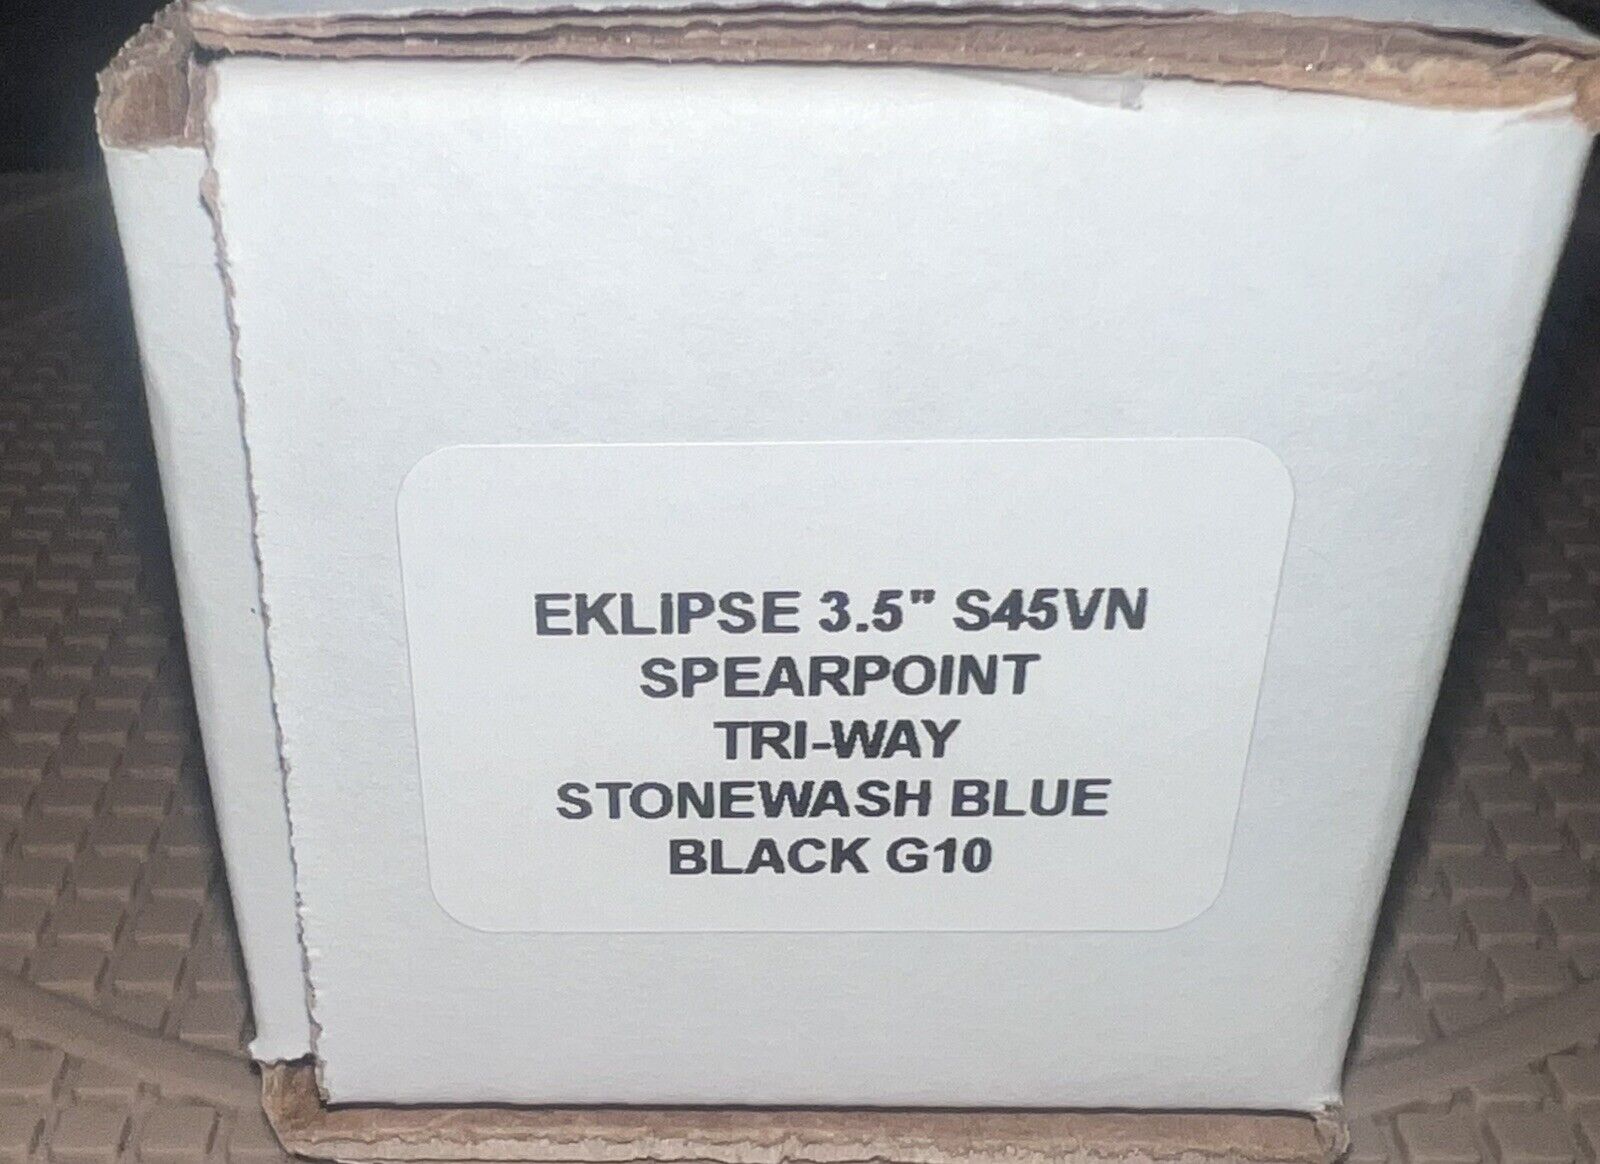 EKLiPSE 3.5" S45VN
SPEARPOINT
TRI-WAY
STONEWASH BLUE
BLACK G10